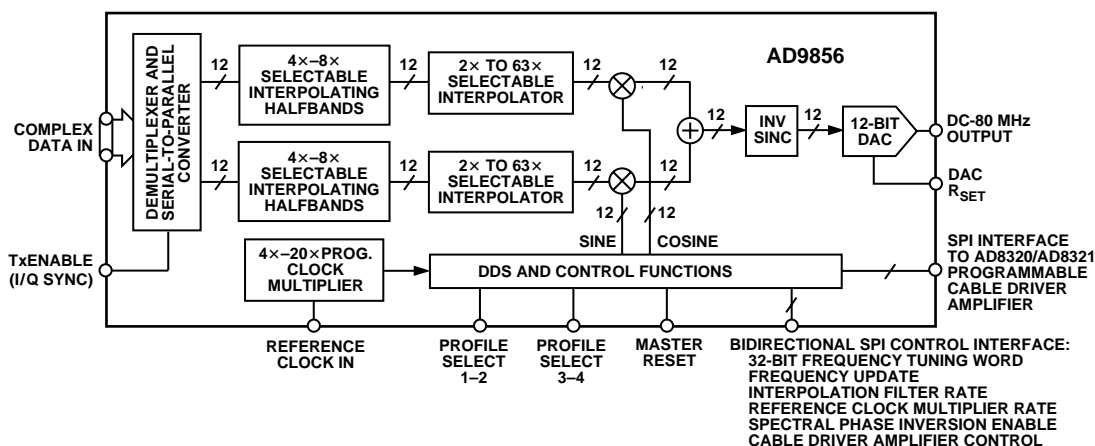 AD9856
COMPLEX
DATA IN
DEMULTIPLEXER AND
SERIAL-TO-PARALLEL
CONVERTER
12
4×–8×
SELECTABLE
INTERPOLATING
HALFBANDS
12
2× TO 63×
SELECTABLE
INTERPOLATOR
12
12
12
INV
SINC
12
12-BIT
DAC
DC-80 MHz
OUTPUT
12
4×–8×
SELECTABLE
INTERPOLATING
HALFBANDS
12
2× TO 63×
SELECTABLE
INTERPOLATOR
12
12
DAC
RSET
12
12
SINE
COSINE
TxENABLE
(I/Q SYNC)
4×–20×PROG.
CLOCK
MULTIPLIER
DDS AND CONTROL FUNCTIONS
SPI INTERFACE
TO AD8320/AD8321
PROGRAMMABLE
CABLE DRIVER
AMPLIFIER
REFERENCE
CLOCK IN
PROFILE
SELECT
1–2
PROFILE
SELECT
3–4
MASTER
RESET
BIDIRECTIONAL SPI CONTROL INTERFACE:
32-BIT FREQUENCY TUNING WORD
FREQUENCY UPDATE
INTERPOLATION FILTER RATE
REFERENCE CLOCK MULTIPLIER RATE
SPECTRAL PHASE INVERSION ENABLE
CABLE DRIVER AMPLIFIER CONTROL